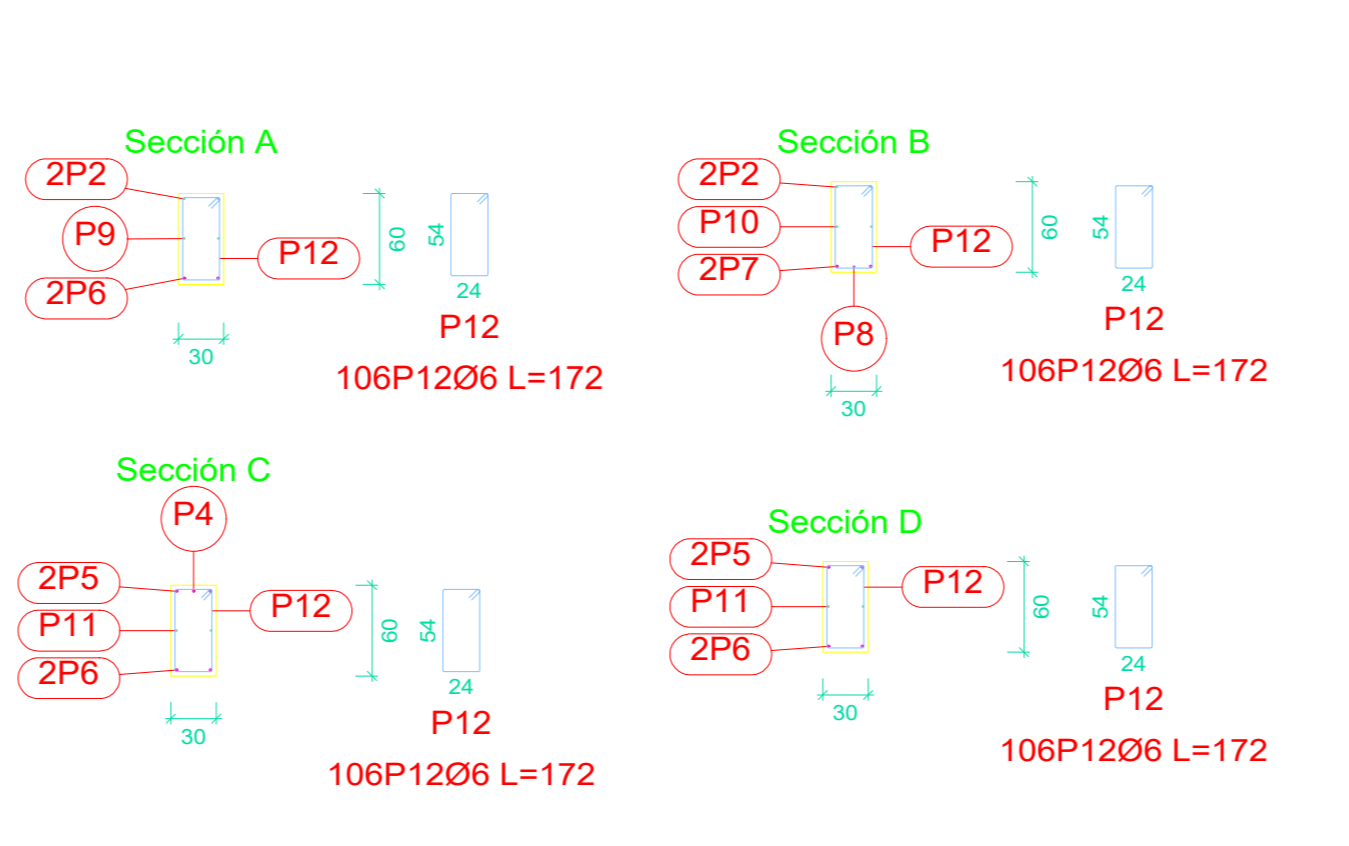 Sección A
2P2
P9
2P6
P12
60
54
24
30
P12
106P12Ø6 L=172
Sección B
2P2
P10
2P7
P12
P8
60
54
24
30
P12
106P12Ø6 L=172
Sección C
P4
2P5
P11
2P6
P12
60
54
24
30
P12
106P12Ø6 L=172
Sección D
2P5
P11
2P6
P12
60
54
24
30
P12
106P12Ø6 L=172